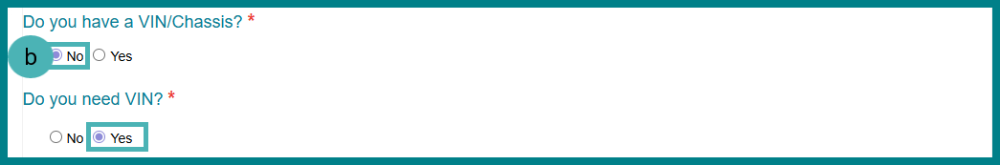 Do you have a VIN/Chassis? *
b No Yes
Do you need VIN? *
No Yes